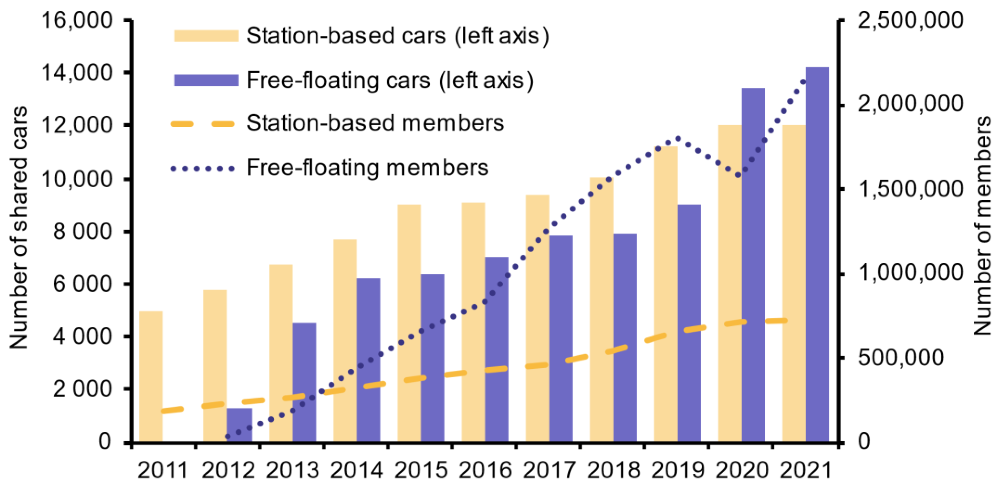 Number of shared cars
16,000
14,000
12,000
10,000
8 000
6 000
4 000
2 000
0
Station-based cars (left axis)
Free-floating cars (left axis)
Station-based members
Free-floating members
2,500,000
2,000,000
1,500,000
1,000,000
500,000
0
Number of members
2011 2012 2013 2014 2015 2016 2017 2018 2019 2020 2021